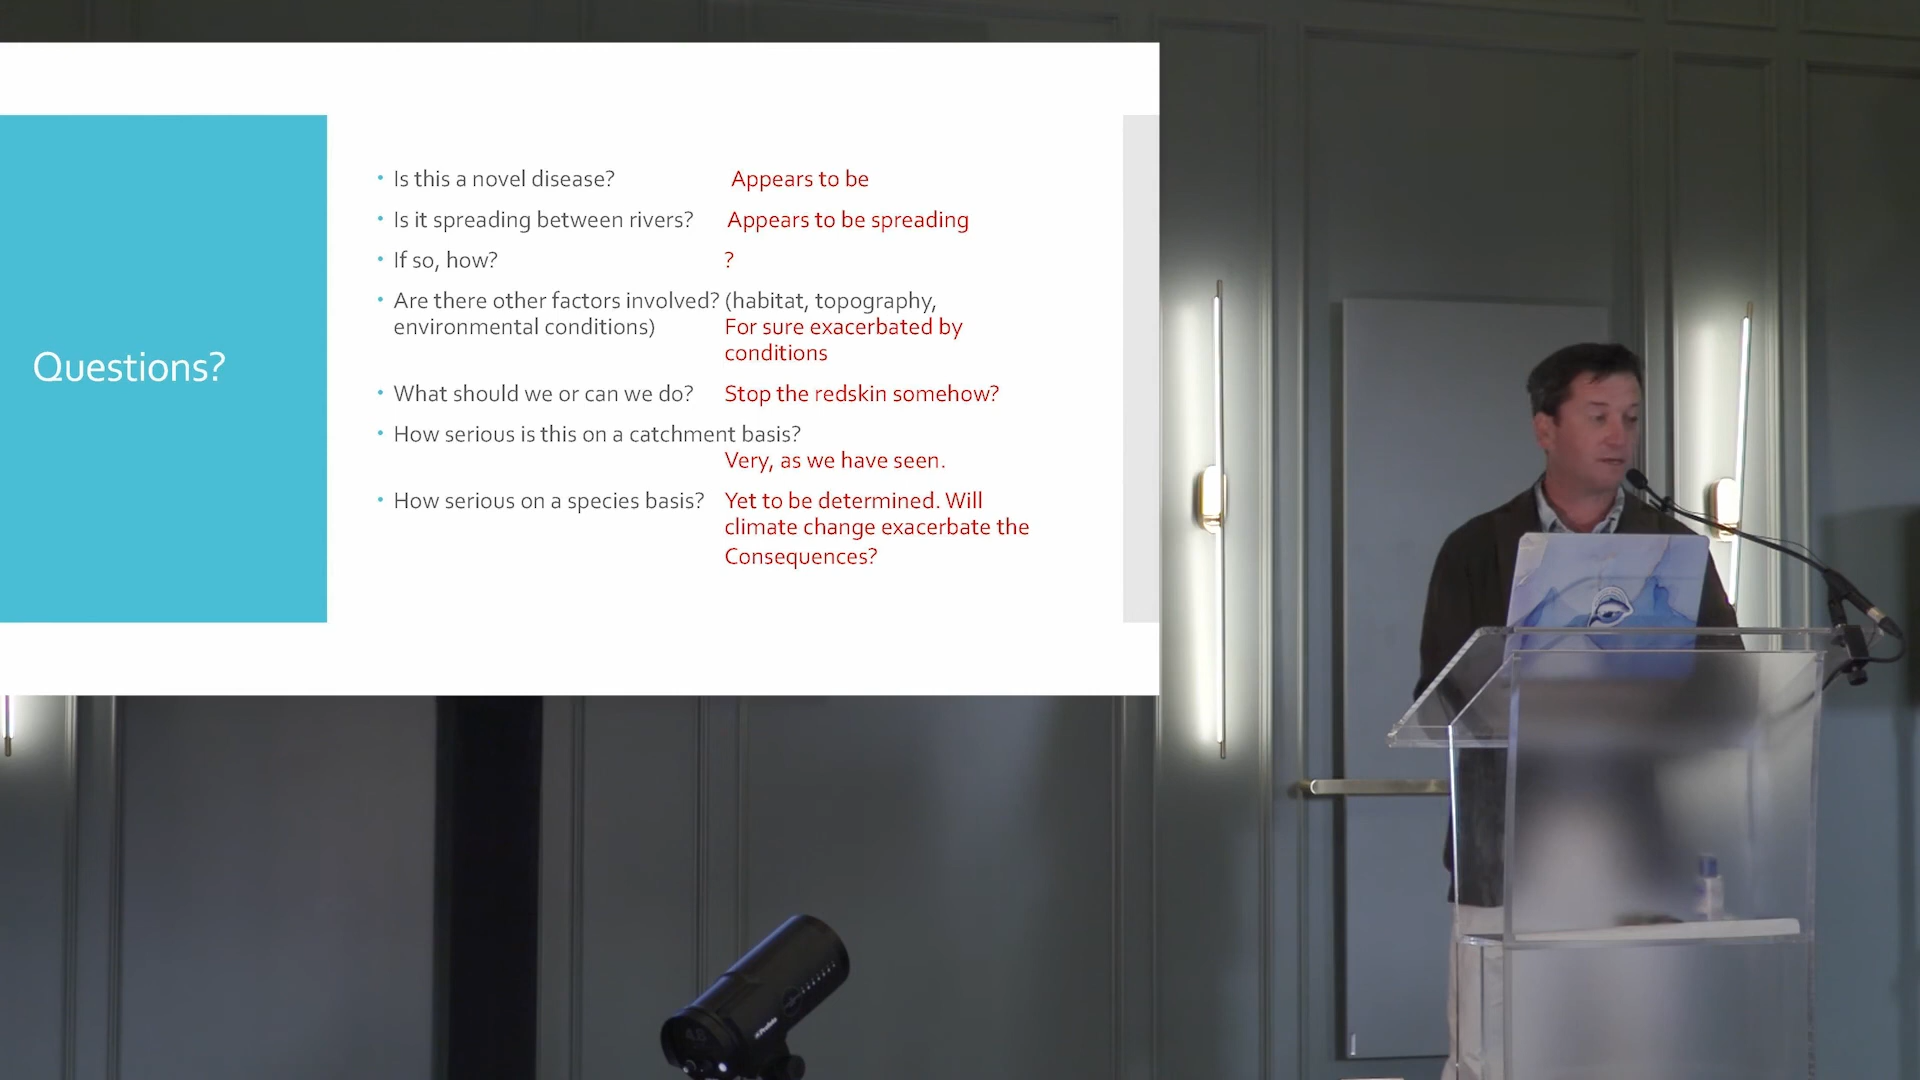 Questions?
• Is this a novel disease? Appears to be
• Is it spreading between rivers? Appears to be spreading
• If so, how? ?
• Are there other factors involved? (habitat, topography,
environmental conditions) For sure exacerbated by
conditions
• What should we or can we do? Stop the redskin somehow?
• How serious is this on a catchment basis?
Very, as we have seen.
• How serious on a species basis? Yet to be determined. Will
climate change exacerbate the
Consequences?
Profoto